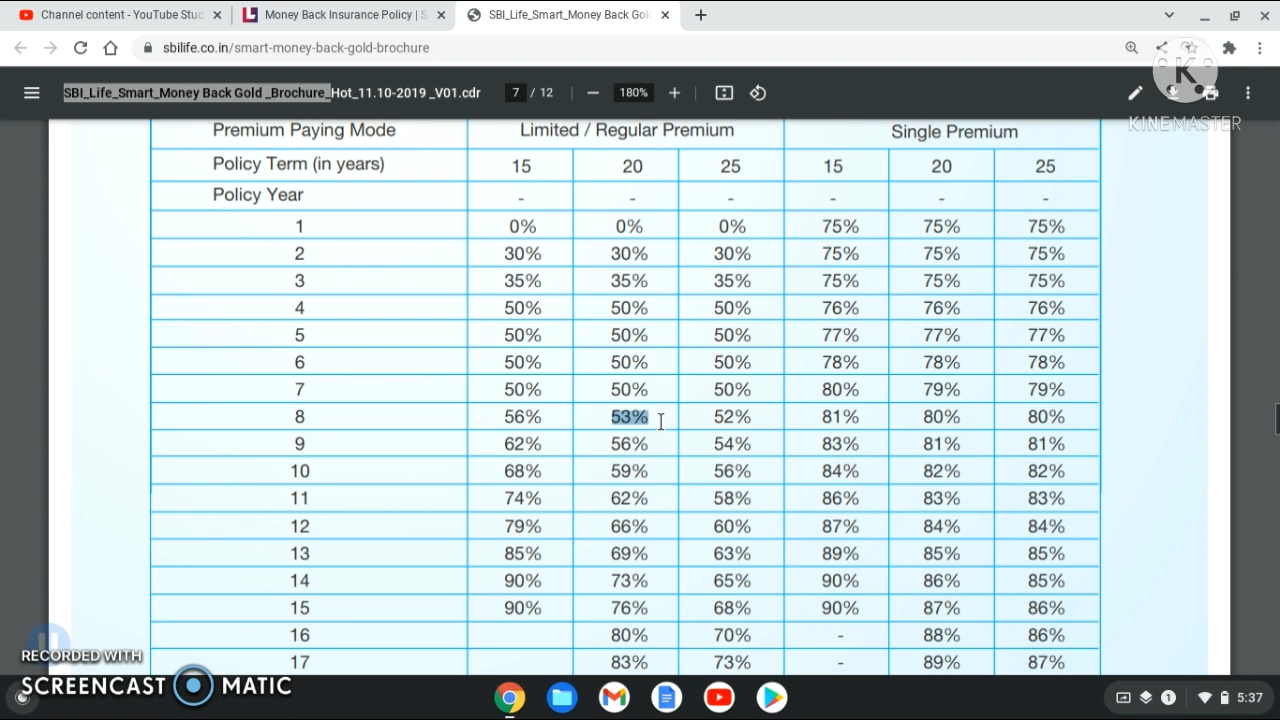 Channel content - YouTube Stud
Money Back Insurance Policy | S
SBI_Life_Smart_Money Back Gol
sbilife.co.in/smart-money-back-gold-brochure
SBI_Life_Smart_Money Back Gold _Brochure_Hot_11.10-2019 _V01.cdr
7 / 12
180%
K
KINEMASTER
Premium Paying Mode Limited / Regular Premium Single Premium
Policy Term (in years) 15 20 25 15 20 25
Policy Year - - - - - -
1 0% 0% 0% 75% 75% 75%
2 30% 30% 30% 75% 75% 75%
3 35% 35% 35% 75% 75% 75%
4 50% 50% 50% 76% 76% 76%
5 50% 50% 50% 77% 77% 77%
6 50% 50% 50% 78% 78% 78%
7 50% 50% 50% 80% 79% 79%
8 56% 53% 52% 81% 80% 80%
9 62% 56% 54% 83% 81% 81%
10 68% 59% 56% 84% 82% 82%
11 74% 62% 58% 86% 83% 83%
12 79% 66% 60% 87% 84% 84%
13 85% 69% 63% 89% 85% 85%
14 90% 73% 65% 90% 86% 85%
15 90% 76% 68% 90% 87% 86%
16 80% 70% - 88% 86%
17 83% 73% - 89% 87%
RECORDED WITH
SCREENCAST MATIC
1
5:37